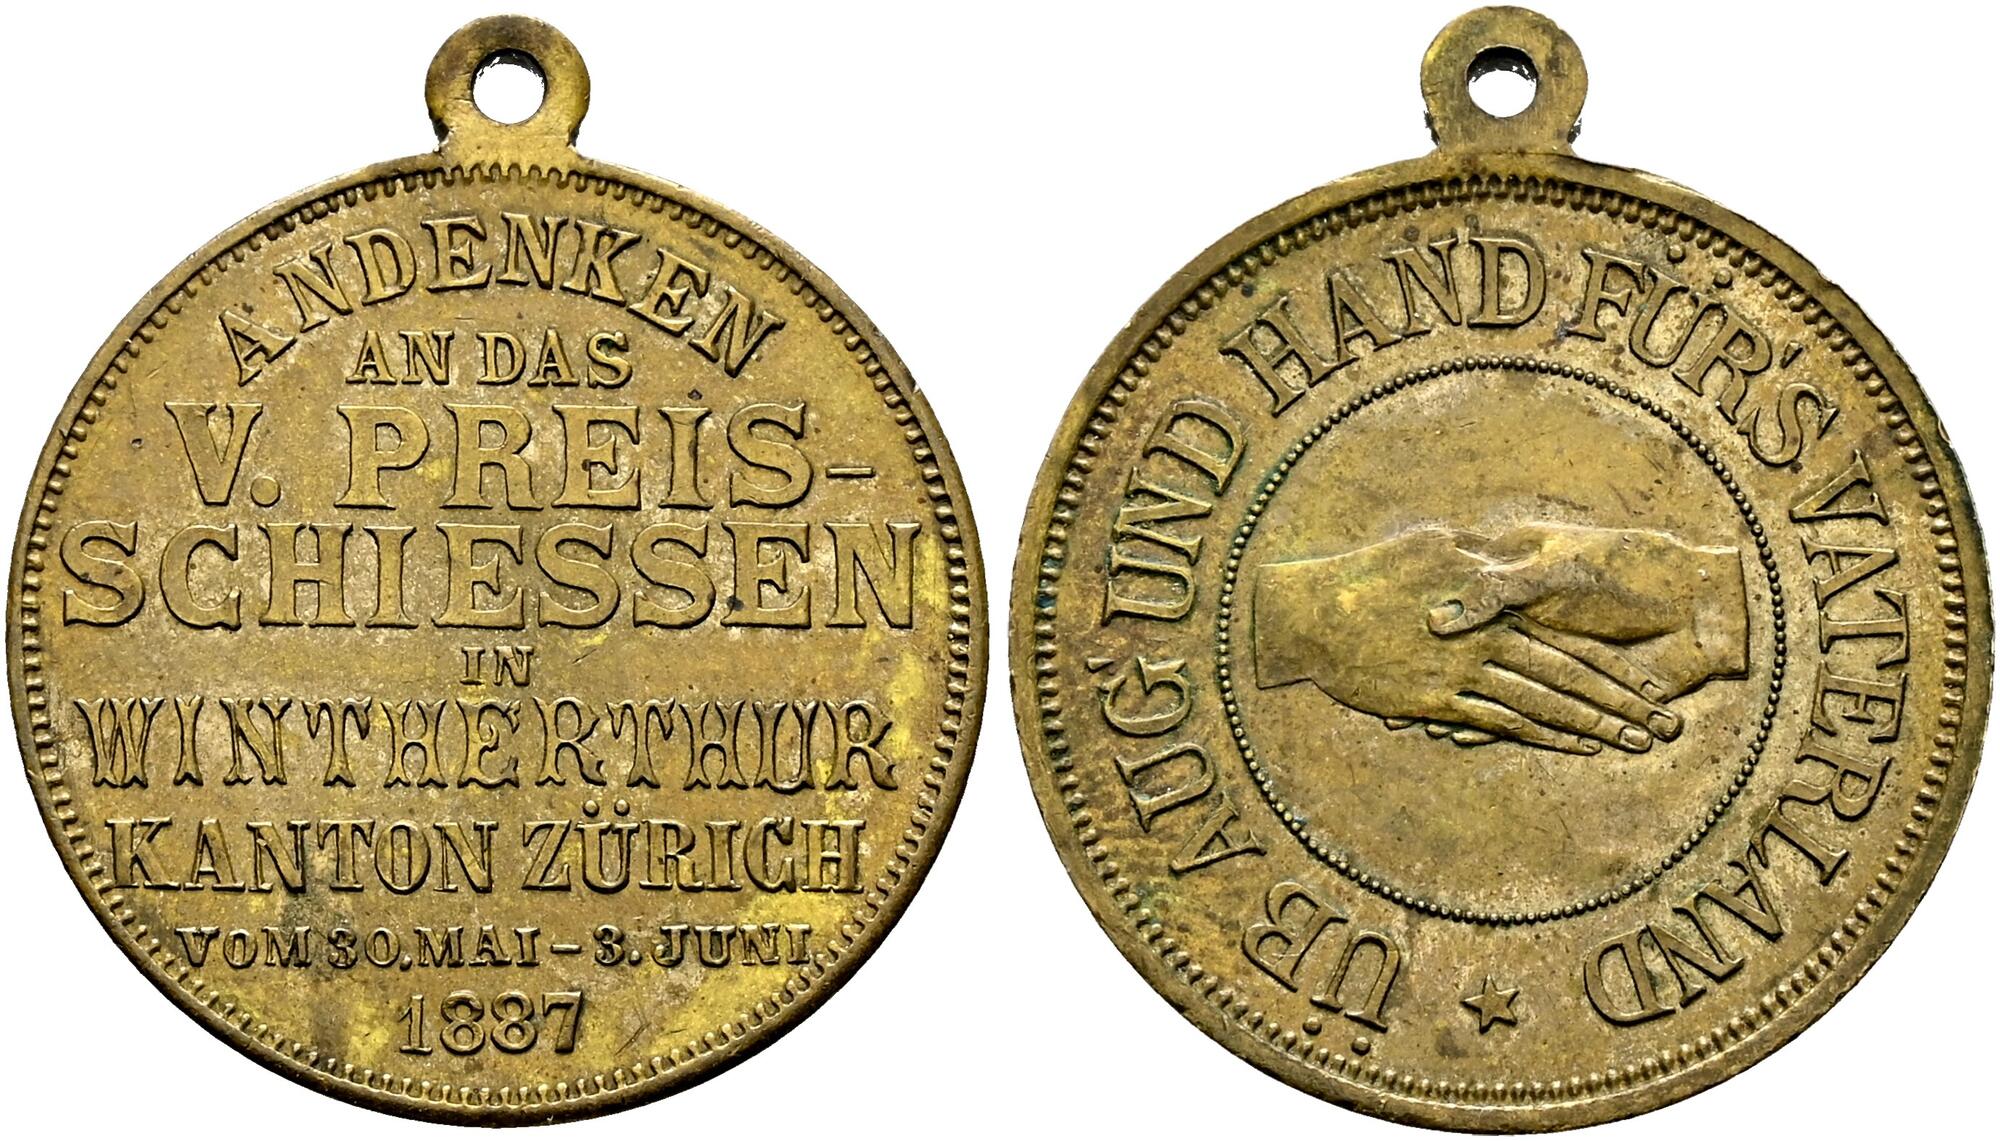 ANDENKEN
AN DAS
V. PREIS-
SCHIESSEN
IN
WINTHERTHUR
KANTON ZÜRICH
VOM 30. MAI – 3. JUNI
1887
ÜB AUG' UND HAND FÜR'S VATERLAND